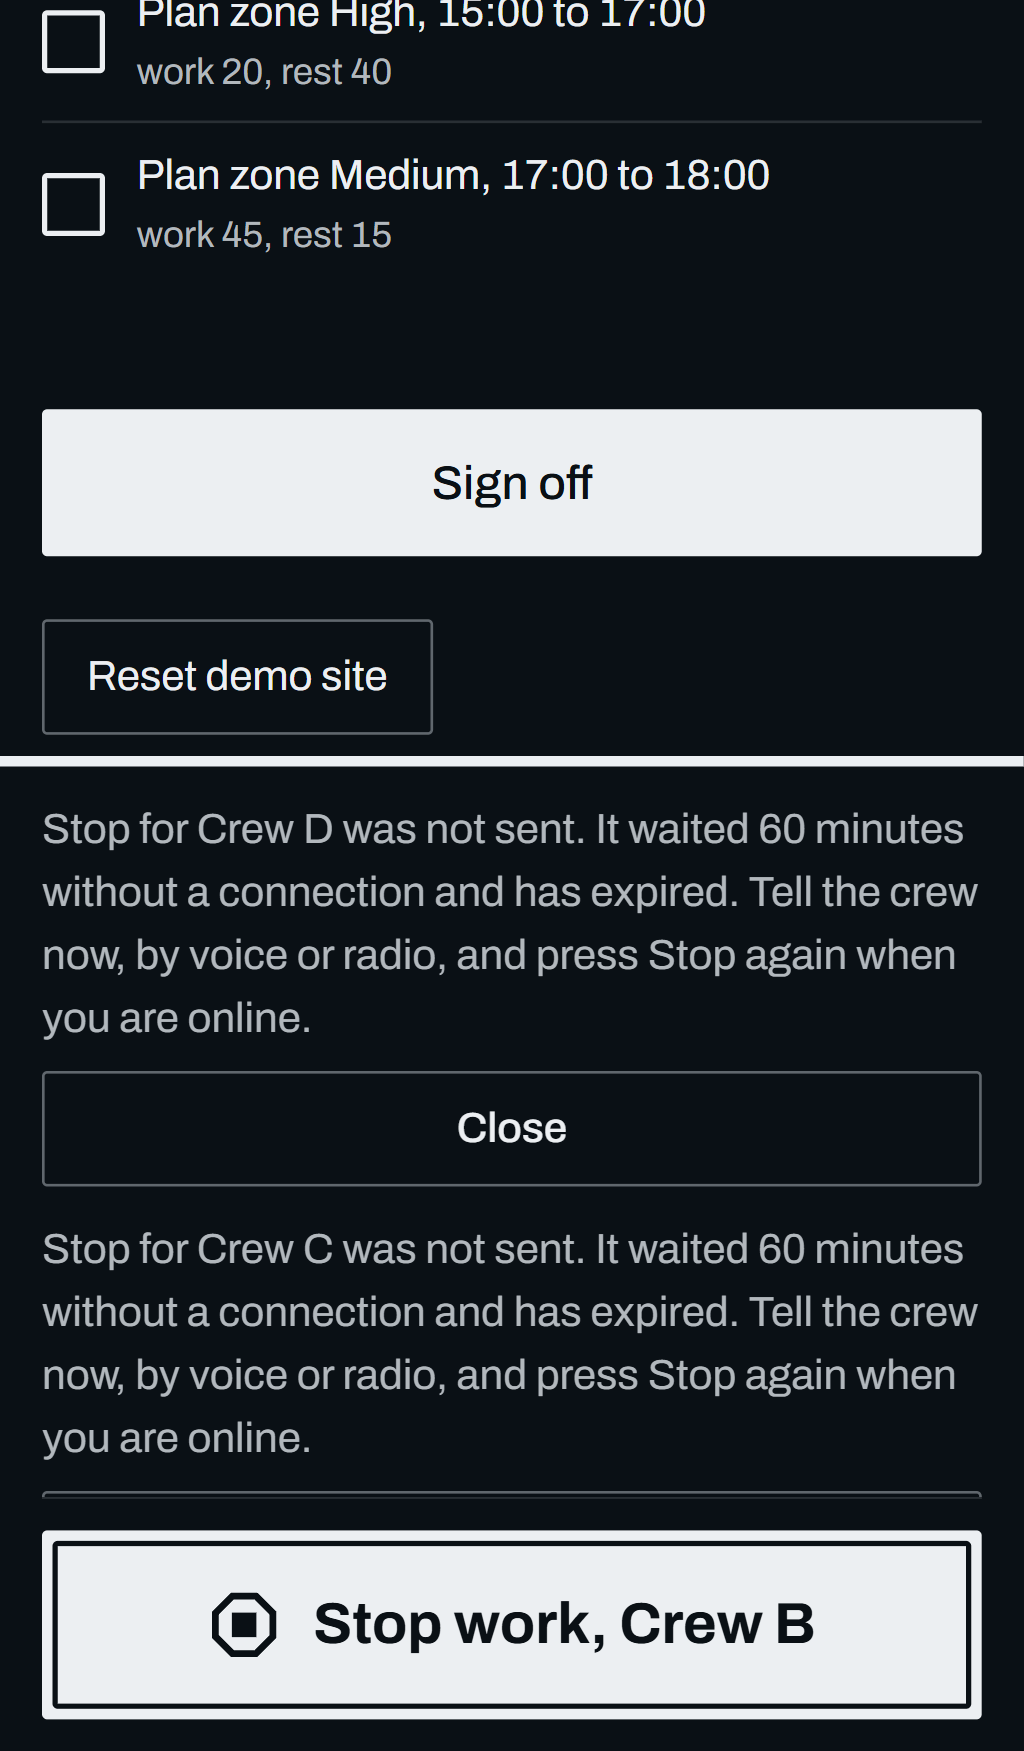 Plan zone High, 15:00 to 17:00
work 20, rest 40
Plan zone Medium, 17:00 to 18:00
work 45, rest 15
Sign off
Reset demo site
Stop for Crew D was not sent. It waited 60 minutes
without a connection and has expired. Tell the crew
now, by voice or radio, and press Stop again when
you are online.
Close
Stop for Crew C was not sent. It waited 60 minutes
without a connection and has expired. Tell the crew
now, by voice or radio, and press Stop again when
you are online.
Stop work, Crew B